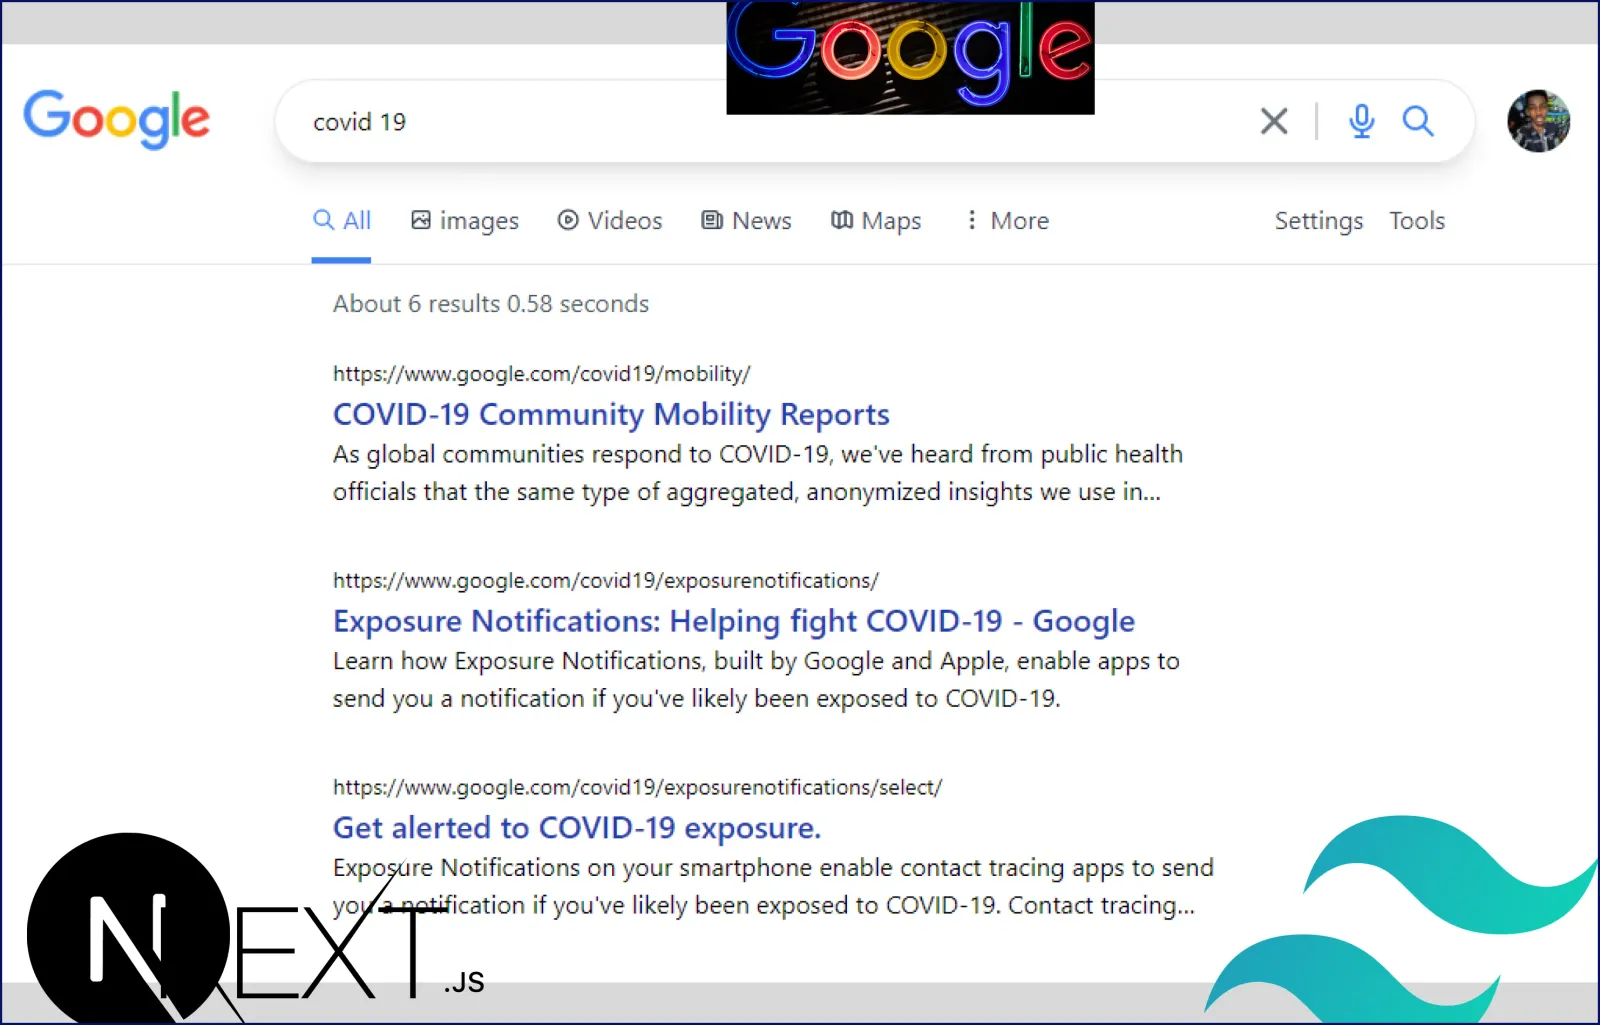 Google
Google
covid 19
All images Videos News Maps More Settings Tools
About 6 results 0.58 seconds
https://www.google.com/covid19/mobility/
COVID-19 Community Mobility Reports
As global communities respond to COVID-19, we've heard from public health
officials that the same type of aggregated, anonymized insights we use in...
https://www.google.com/covid19/exposurenotifications/
Exposure Notifications: Helping fight COVID-19 - Google
Learn how Exposure Notifications, built by Google and Apple, enable apps to
send you a notification if you've likely been exposed to COVID-19.
https://www.google.com/covid19/exposurenotifications/select/
Get alerted to COVID-19 exposure.
Exposure Notifications on your smartphone enable contact tracing apps to send
you a notification if you've likely been exposed to COVID-19. Contact tracing...
NEXT.JS